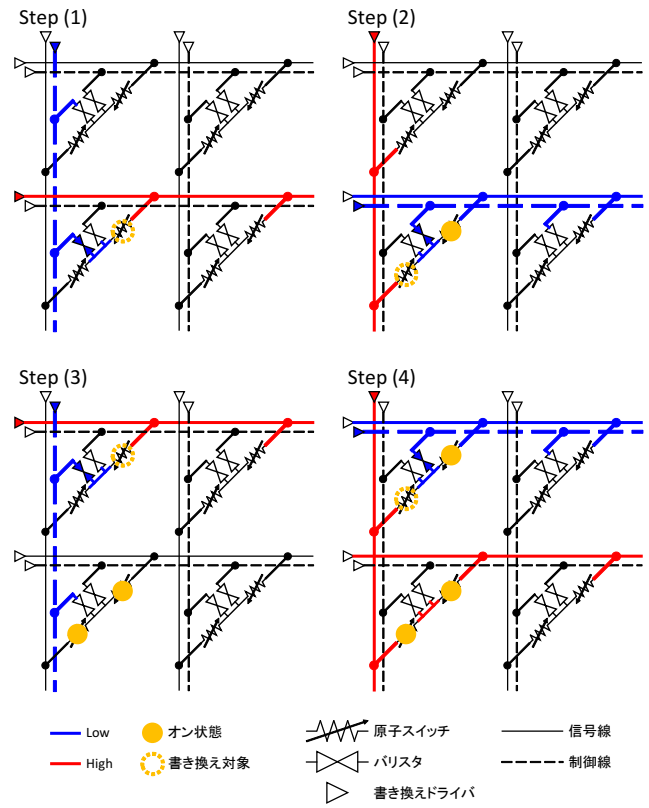 Step (1)
Step (2)
Step (3)
Step (4)
Low
オン状態
原子スイッチ
信号線
High
書き換え対象
バリスタ
制御線
書き換えドライバ